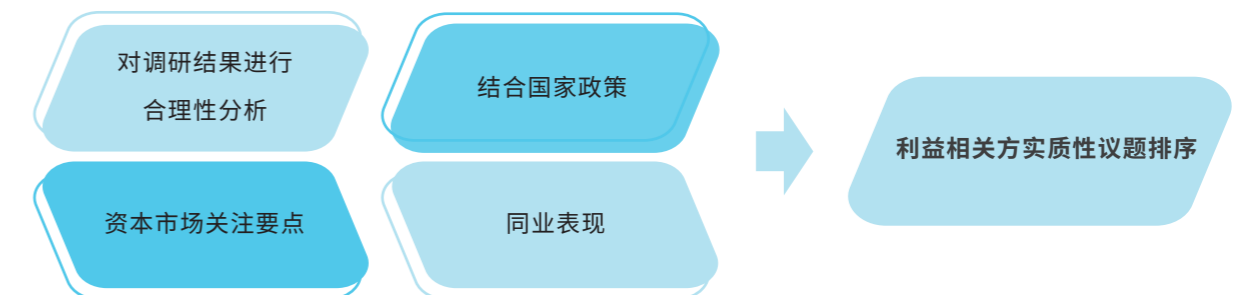 对调研结果进行
合理性分析
结合国家政策
资本市场关注要点
同业表现
利益相关方实质性议题排序